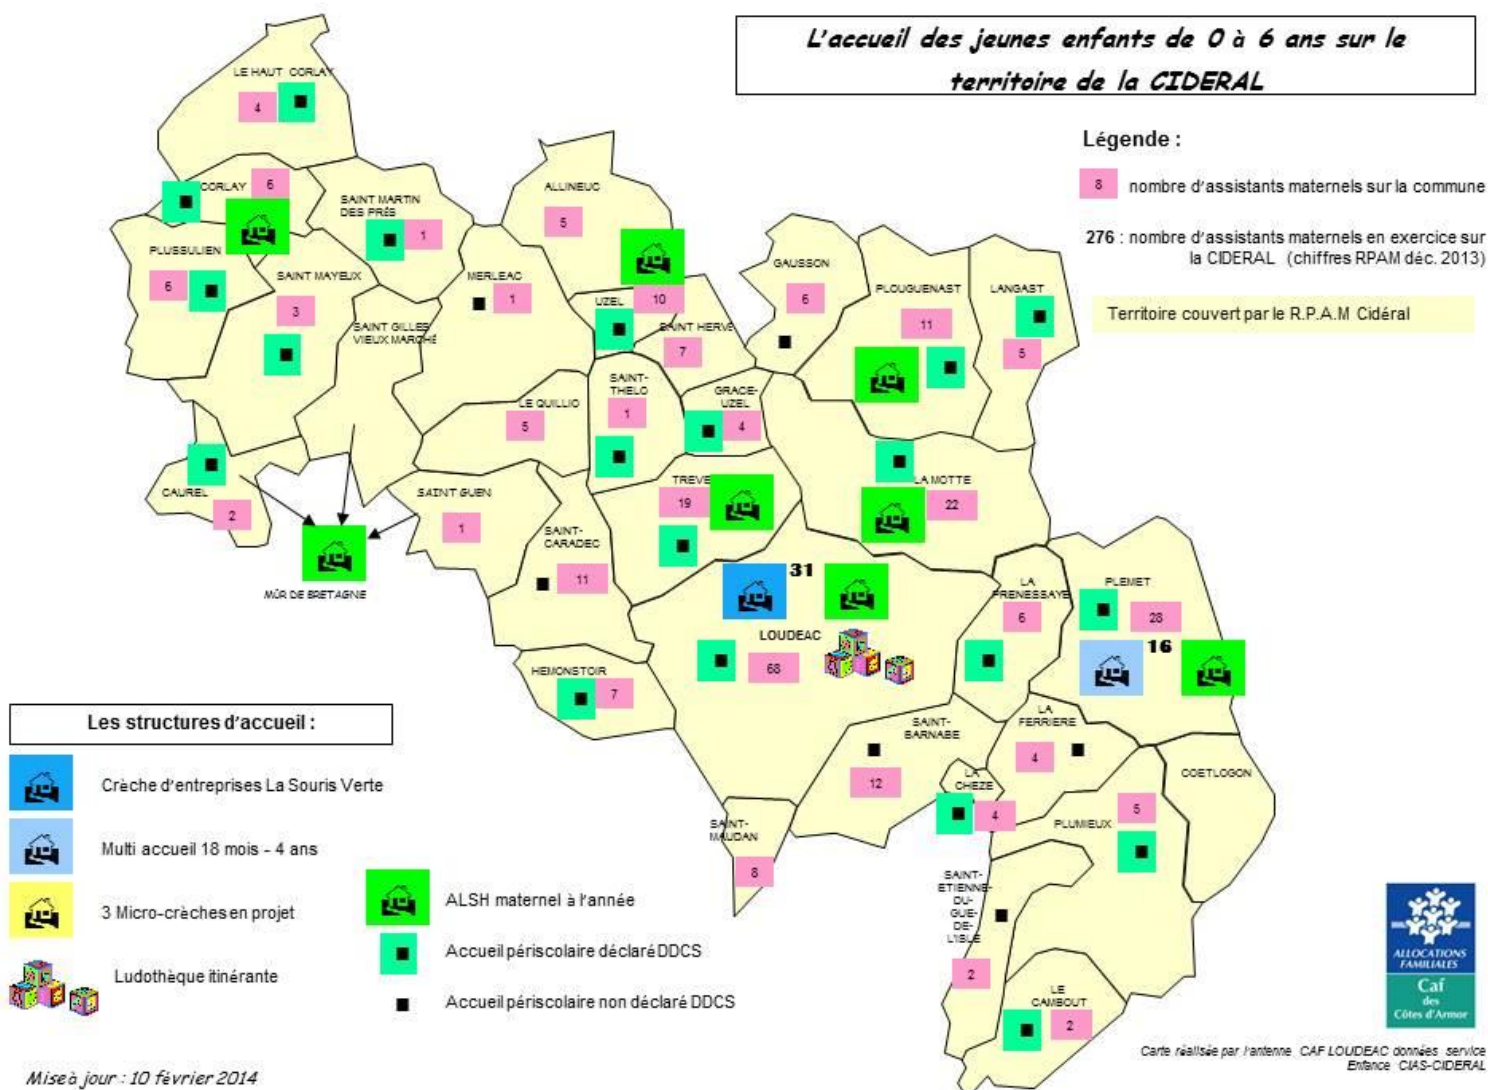 L'accueil des jeunes enfants de 0 à 6 ans sur le
territoire de la CIDERAL
Légende :
8 nombre d'assistants maternels sur la commune
276 : nombre d'assistants maternels en exercice sur
la CIDERAL (chiffres RPAM déc. 2013)
Territoire couvert par le R.P.A.M Cidéral
LE HAUT CORLAY
4
CORLAY
6
SAINT MARTIN
DES PRÉS
1
PLUSSULIEN
6
SAINT MAYEUX
3
SAINT GILLES
VIEUX MARCHÉ
MERLEAC
1
ALLINEUC
5
UZEL
10
SAINT HERVÉ
7
GAUSSON
6
PLOUGUENAST
11
LANGAST
5
LE QUILLIO
5
SAINT-
THELO
1
GRACE-
UZEL
4
CAUREL
2
MÛR DE BRETAGNE
SAINT GUEN
1
SAINT-
CARADEC
11
TREVE
19
LA MOTTE
22
31
LOUDEAC
68
HEMONSTOIR
7
LA
PRENESSAYE
6
PLEMET
28
16
SAINT-
BARNABE
12
LA
FERRIERE
4
LA
CHEZE
4
COETLOGON
PLUMIEUX
5
SAINT-
MAUDAN
8
SAINT-
ETIENNE-
DU-
GUE-
DE-
L'ISLE
2
LE
CAMBOUT
2
Les structures d'accueil :
Crèche d'entreprises La Souris Verte
Multi accueil 18 mois - 4 ans
3 Micro-crèches en projet
Ludothèque itinérante
ALSH maternel à l'année
Accueil périscolaire déclaré DDCS
Accueil périscolaire non déclaré DDCS
ALLOCATIONS
FAMILIALES
Caf
des
Côtes d'Armor
Carte réalisée par l'antenne CAF LOUDEAC données service
Enfance CIAS-CIDERAL
Mise à jour : 10 février 2014